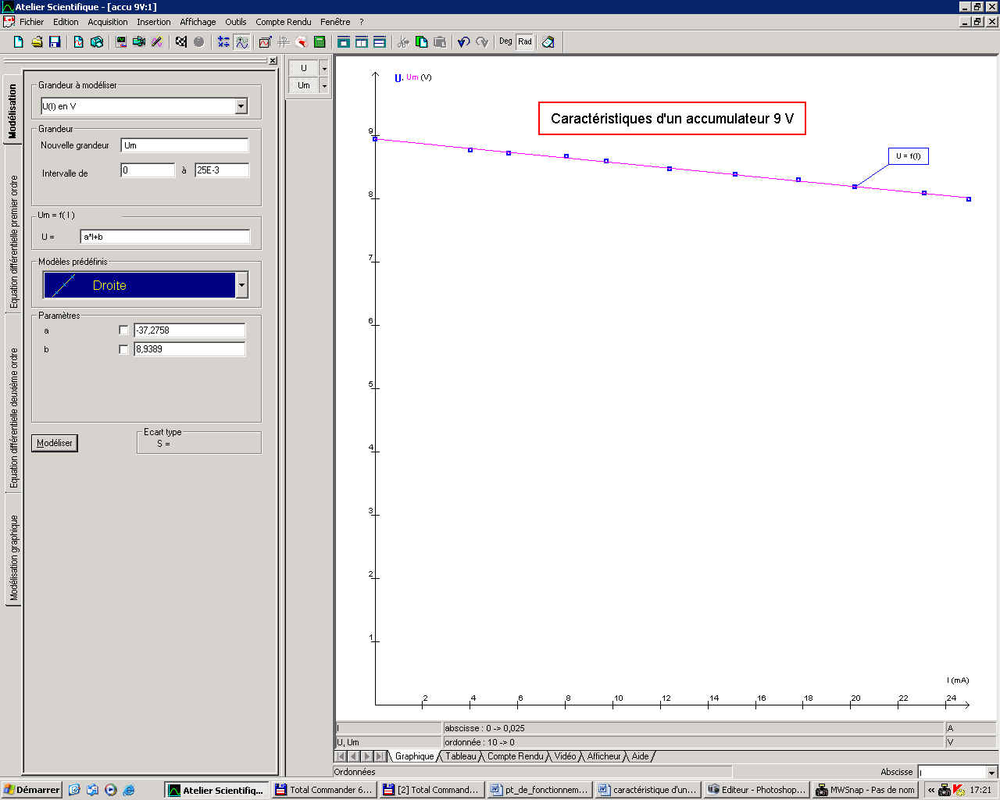 Atelier Scientifique - [accu 9V:1]
Fichier Edition Acquisition Insertion Affichage Outils Compte Rendu Fenêtre ?
Deg Rad
Modélisation
Equation différentielle premier ordre
Equation différentielle deuxième ordre
Modélisation graphique
Grandeur à modéliser
U(I) en V
Grandeur
Nouvelle grandeur Um
Intervalle de 0 à 25E-3
Um = f( I )
U = a*I+b
Modèles prédéfinis
Droite
Paramètres
a -37,2758
b 8,9389
Modéliser
Ecart type
S =
U
Um
U, Um (V)
Caractéristiques d'un accumulateur 9 V
U = f(I)
9
8
7
6
5
4
3
2
1
I (mA)
2 4 6 8 10 12 14 16 18 20 22 24
I abscisse : 0 -> 0,025 A
U, Um ordonnée : 10 -> 0 V
Graphique Tableau Compte Rendu Vidéo Afficheur Aide
Ordonnées Abscisse I
Démarrer Atelier Scientifiq... Total Commander 6... [2] Total Command... pt_de_fonctionnem... caractéristique d'un... Editeur - Photoshop... MWSnap - Pas de nom « 17:21